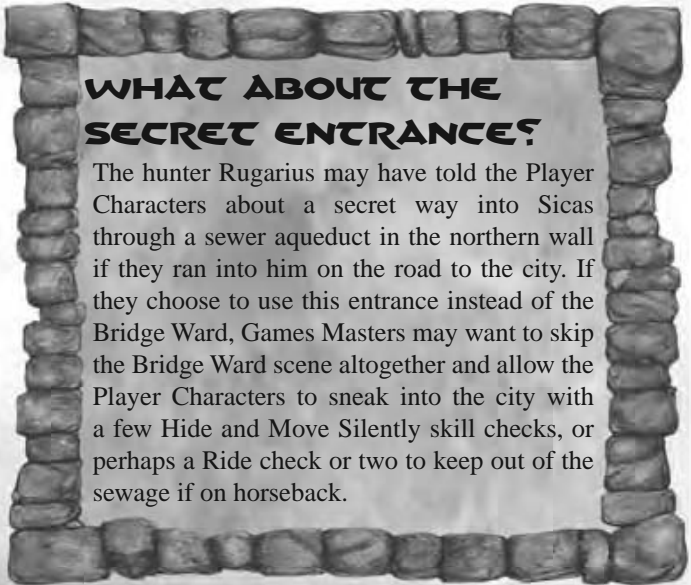 WHAT ABOUT THE
SECRET ENTRANCE?
The hunter Rugarius may have told the Player
Characters about a secret way into Sicas
through a sewer aqueduct in the northern wall
if they ran into him on the road to the city. If
they choose to use this entrance instead of the
Bridge Ward, Games Masters may want to skip
the Bridge Ward scene altogether and allow the
Player Characters to sneak into the city with
a few Hide and Move Silently skill checks, or
perhaps a Ride check or two to keep out of the
sewage if on horseback.